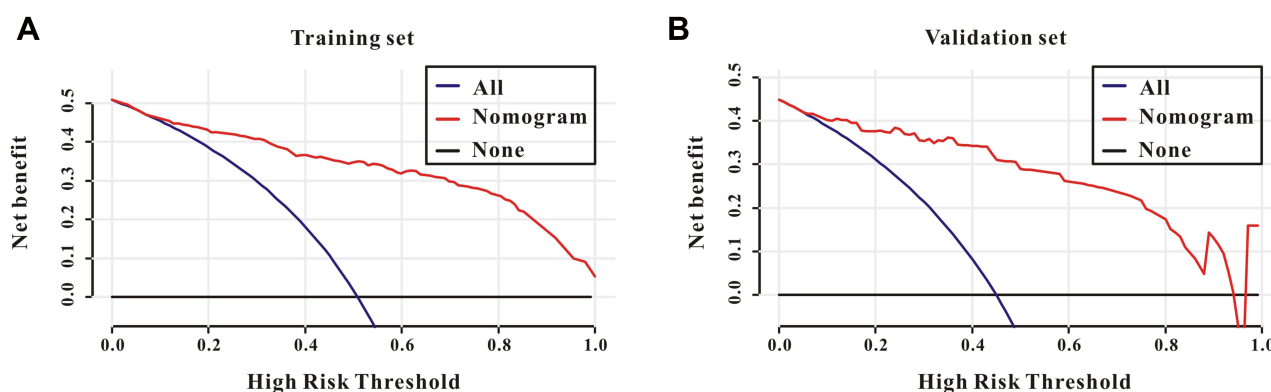 A
Training set
All
Nomogram
None
Net benefit
0.5
0.4
0.3
0.2
0.1
0.0
0.0 0.2 0.4 0.6 0.8 1.0
High Risk Threshold
B
Validation set
All
Nomogram
None
Net benefit
0.5
0.4
0.3
0.2
0.1
0.0
0.0 0.2 0.4 0.6 0.8 1.0
High Risk Threshold